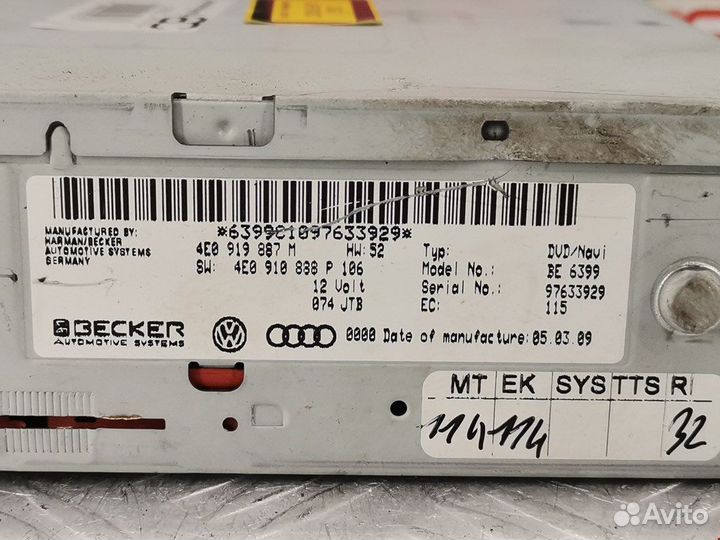 *6399C1097633929*
MANUFACTURED BY:
HARMAN/BECKER
AUTOMOTIVE SYSTEMS
GERMANY
4E0 919 887 M HW: 52
SW: 4E0 910 888 P 106
12 Volt
074 JTB
Typ: DVD/Navi
Model No.: BE 6399
Serial No.: 97633929
EC: 115
BECKER
AUTOMOTIVE SYSTEMS
0000 Date of manufacture: 05.03.09
MT EK SYS TTS R
114 114 32
Avito